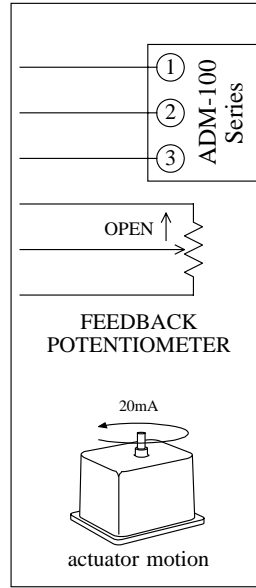 1
2
3
ADM-100
Series
OPEN
FEEDBACK
POTENTIOMETER
20mA
actuator motion